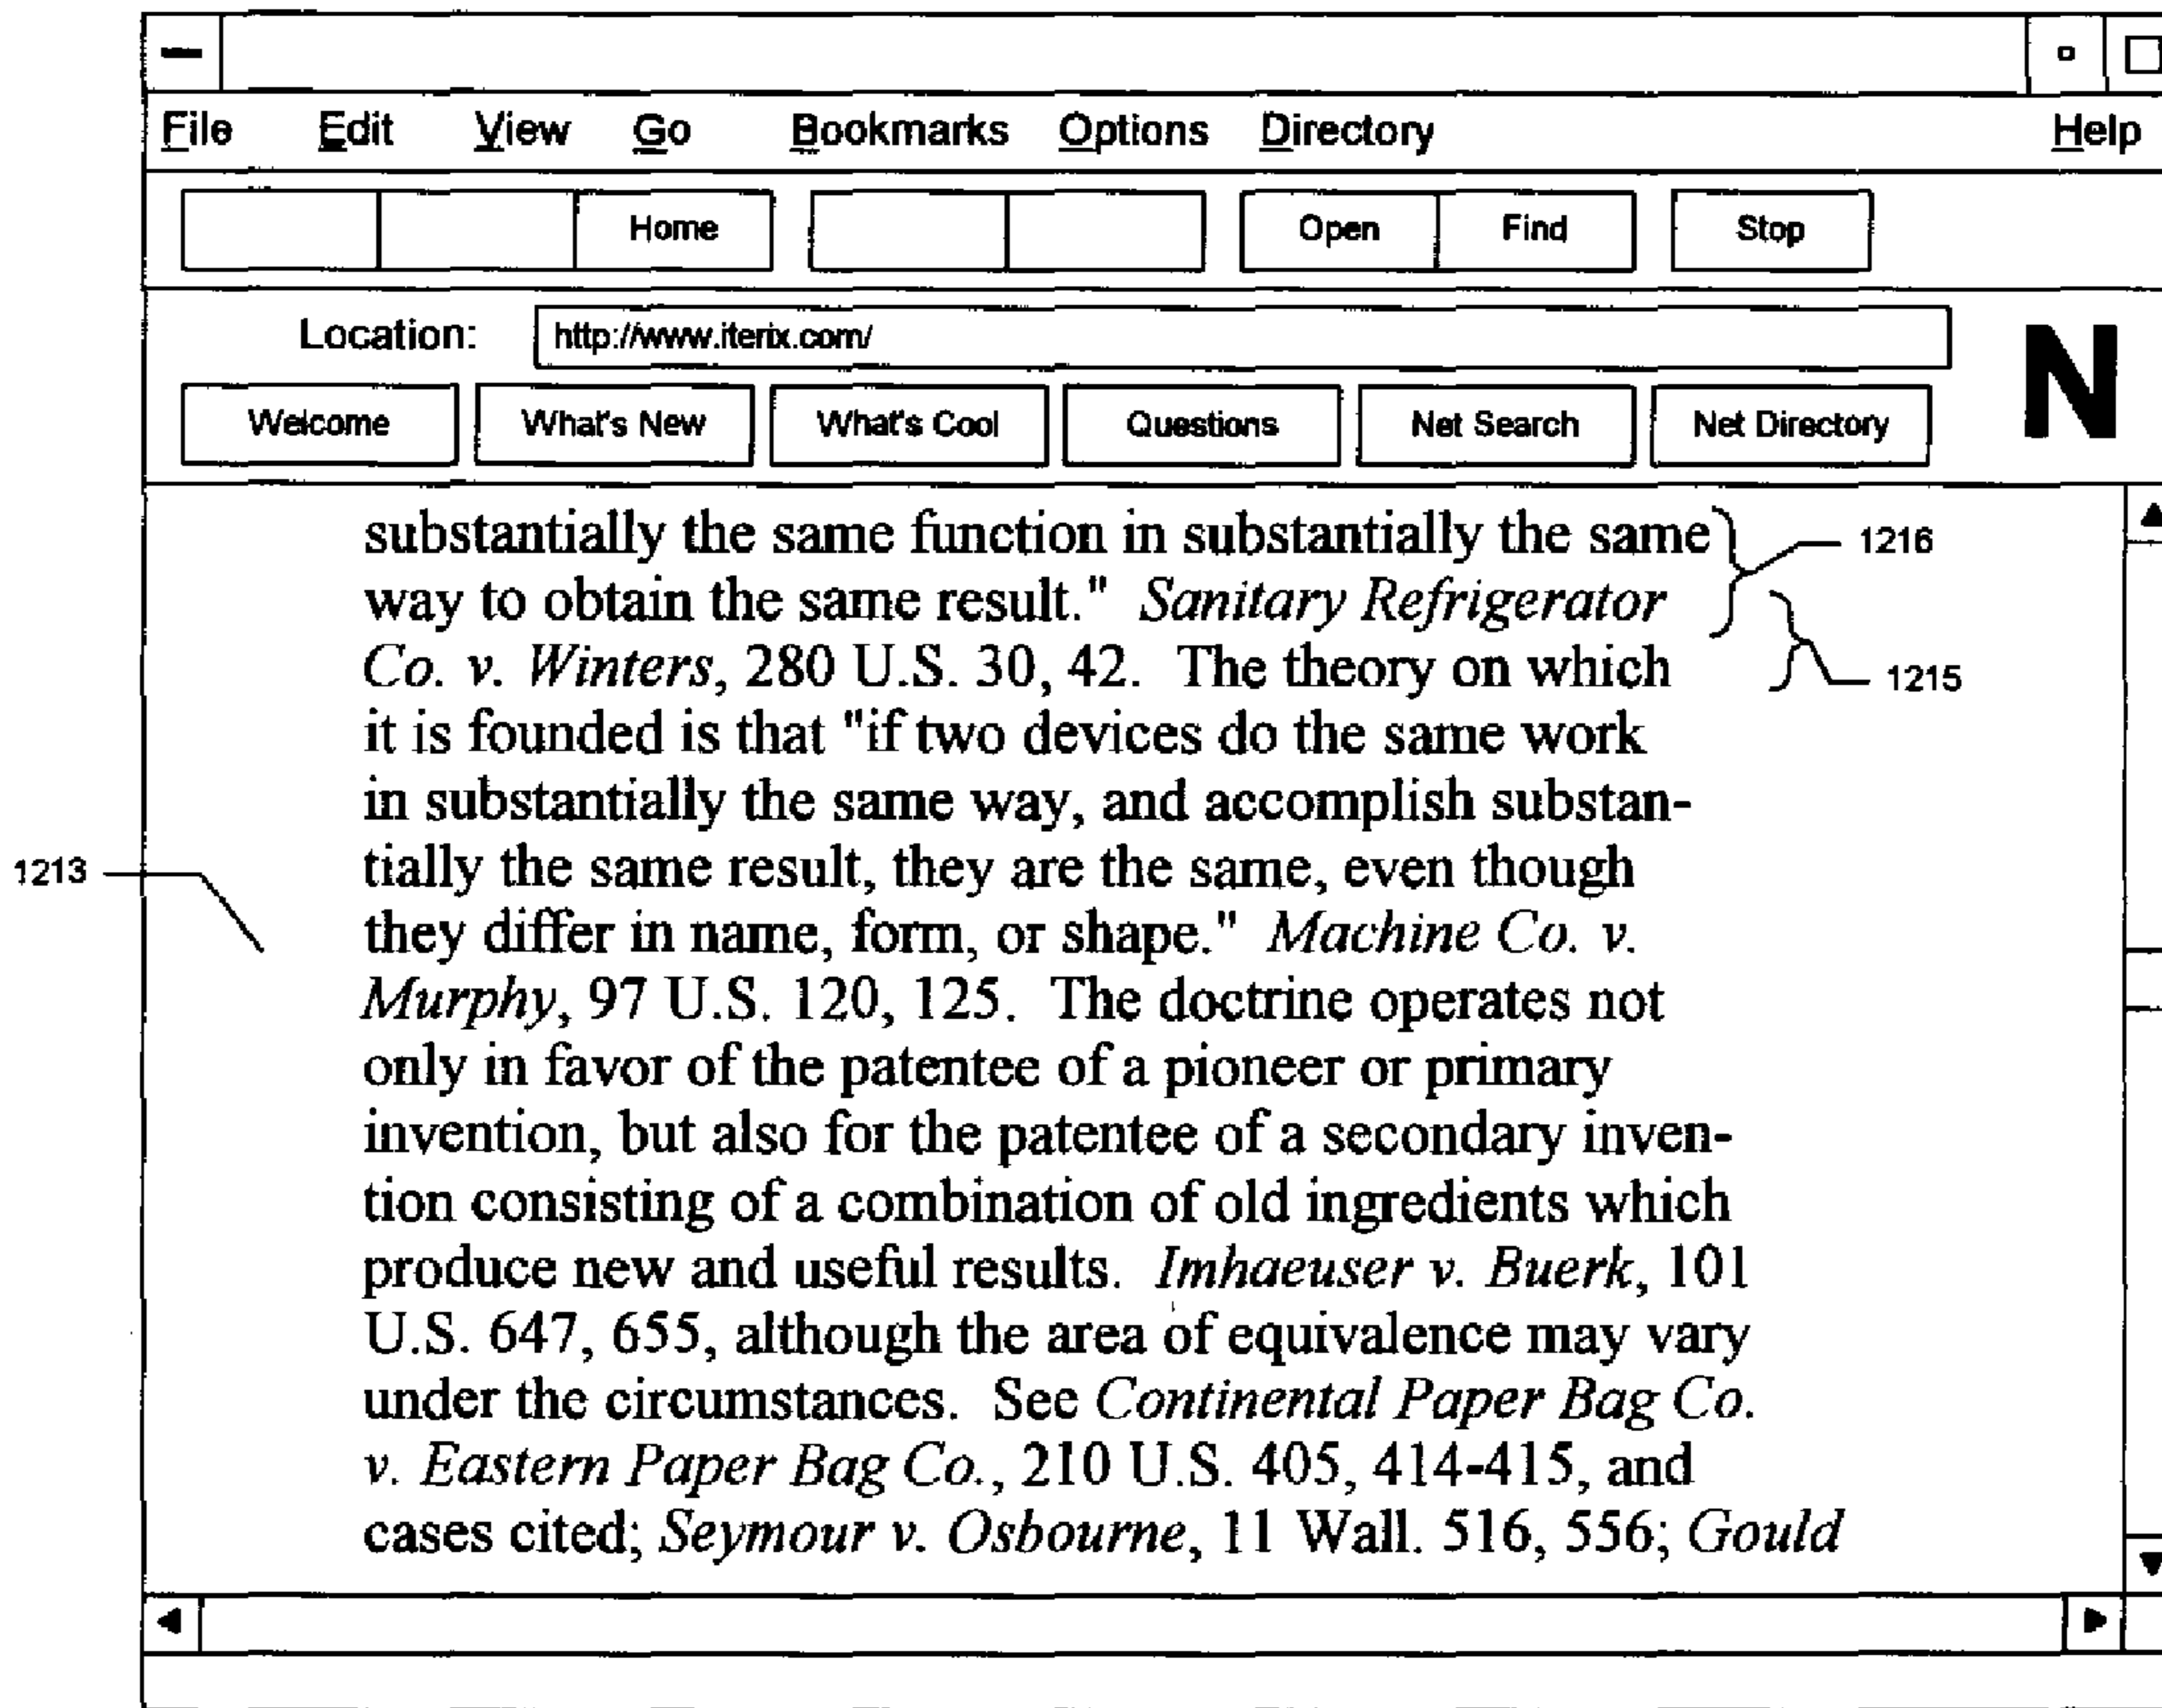 File Edit View Go Bookmarks Options Directory Help
Home Open Find Stop
Location: http://www.iterix.com/
N
Welcome What's New What's Cool Questions Net Search Net Directory
substantially the same function in substantially the same 1216
way to obtain the same result." Sanitary Refrigerator
Co. v. Winters, 280 U.S. 30, 42. The theory on which 1215
it is founded is that "if two devices do the same work
in substantially the same way, and accomplish substan-
1213 tially the same result, they are the same, even though
they differ in name, form, or shape." Machine Co. v.
Murphy, 97 U.S. 120, 125. The doctrine operates not
only in favor of the patentee of a pioneer or primary
invention, but also for the patentee of a secondary inven-
tion consisting of a combination of old ingredients which
produce new and useful results. Imhaeuser v. Buerk, 101
U.S. 647, 655, although the area of equivalence may vary
under the circumstances. See Continental Paper Bag Co.
v. Eastern Paper Bag Co., 210 U.S. 405, 414-415, and
cases cited; Seymour v. Osbourne, 11 Wall. 516, 556; Gould